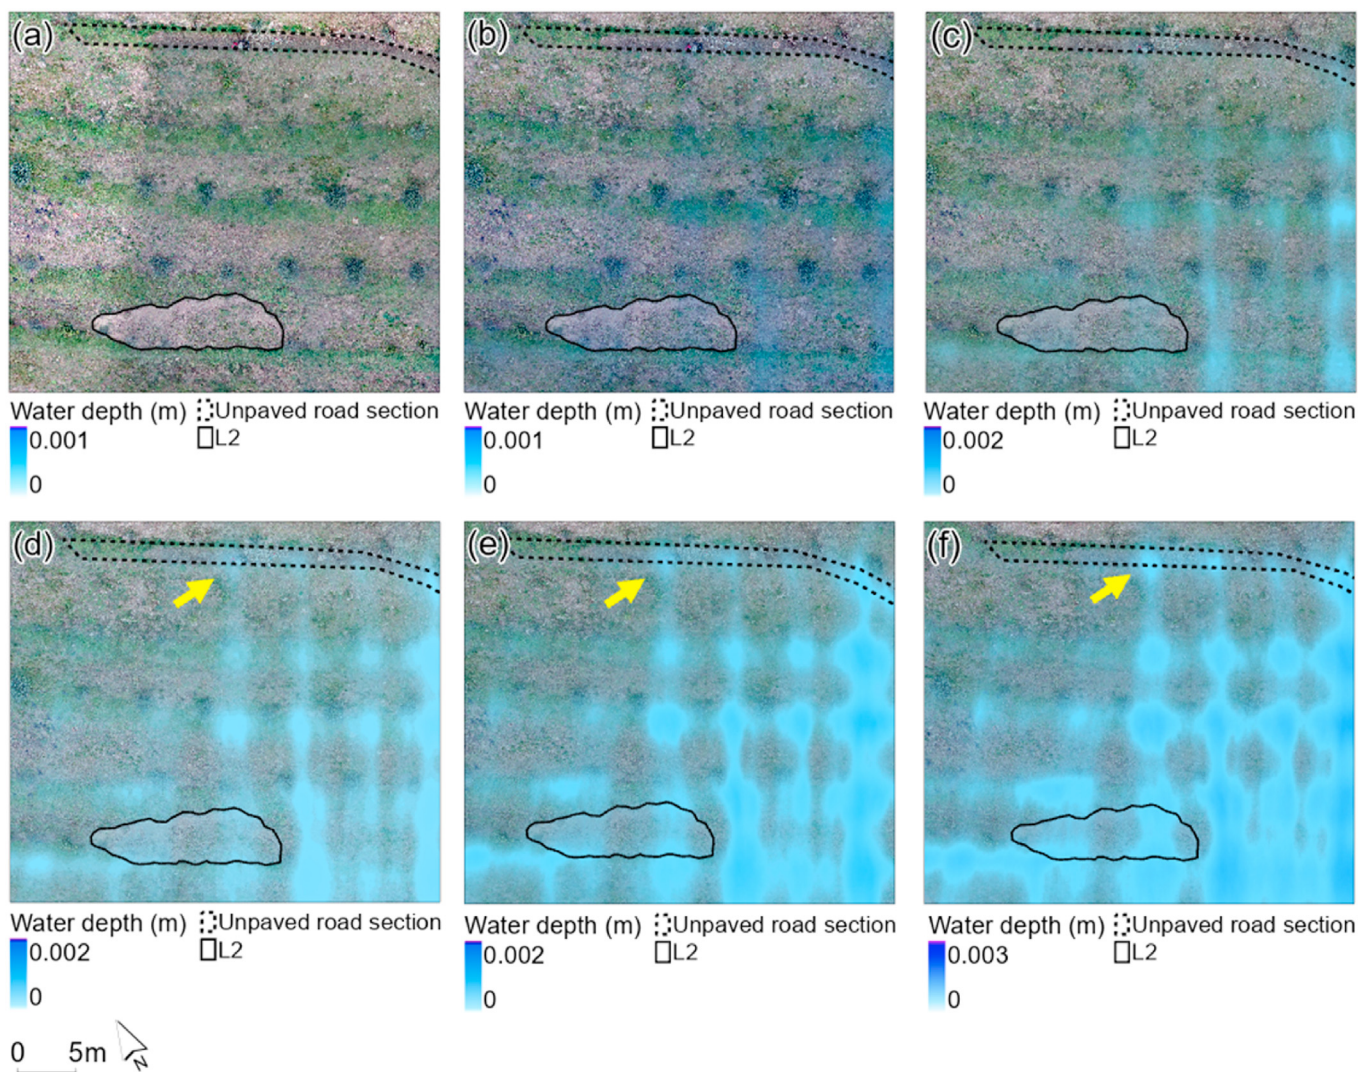 (a) (b) (c)
Water depth (m) Unpaved road section Water depth (m) Unpaved road section Water depth (m) Unpaved road section
0.001 L2 0.001 L2 0.002 L2
0 0 0
(d) (e) (f)
Water depth (m) Unpaved road section Water depth (m) Unpaved road section Water depth (m) Unpaved road section
0.002 L2 0.002 L2 0.003 L2
0 0 0
N
0 5m